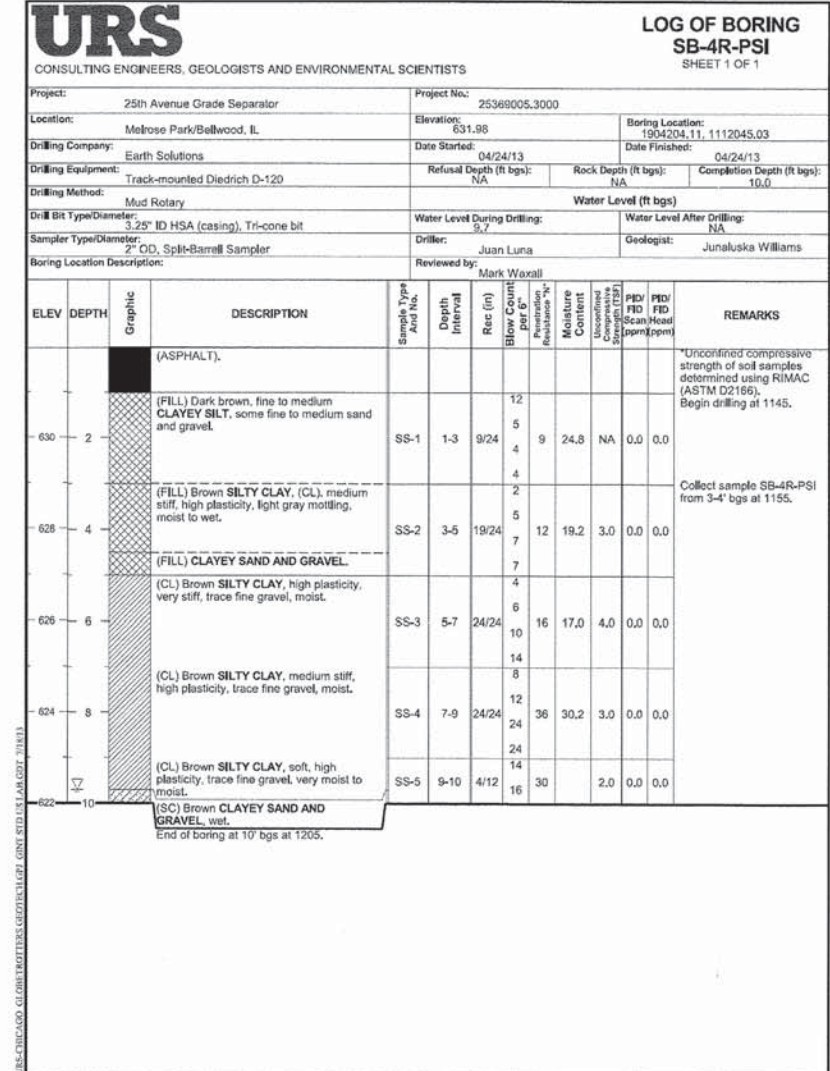 URS
CONSULTING ENGINEERS, GEOLOGISTS AND ENVIRONMENTAL SCIENTISTS
LOG OF BORING
SB-4R-PSI
SHEET 1 OF 1
Project: 25th Avenue Grade Separator
Project No.: 25369005.3000
Location: Melrose Park/Bellwood, IL
Elevation: 631.98
Boring Location: 1904204.11, 1112045.03
Drilling Company: Earth Solutions
Date Started: 04/24/13
Date Finished: 04/24/13
Drilling Equipment: Track-mounted Diedrich D-120
Refusal Depth (ft bgs): NA
Rock Depth (ft bgs): NA
Completion Depth (ft bgs): 10.0
Drilling Method: Mud Rotary
Water Level (ft bgs)
Drill Bit Type/Diameter: 3.25" ID HSA (casing), Tri-cone bit
Water Level During Drilling: 9.7
Water Level After Drilling: NA
Sampler Type/Diameter: 2" OD, Split-Barrell Sampler
Driller: Juan Luna
Geologist: Junaluska Williams
Boring Location Description:
Reviewed by: Mark Waxall
ELEV DEPTH Graphic DESCRIPTION Sample Type And No. Depth Interval Rec (in) Blow Count per 6" Penetration Resistance "N" Moisture Content Unconfined Compressive Strength (TSF) PID/ FID Scan (ppm) PID/ FID Head (ppm) REMARKS
(ASPHALT).
*Unconfined compressive
strength of soil samples
determined using RIMAC
(ASTM D2166).
Begin drilling at 1145.
(FILL) Dark brown, fine to medium
CLAYEY SILT, some fine to medium sand
and gravel.
630 2 SS-1 1-3 9/24 12 5 4 4 9 24.8 NA 0.0 0.0
(FILL) Brown SILTY CLAY, (CL), medium
stiff, high plasticity, light gray mottling,
moist to wet.
Collect sample SB-4R-PSI
from 3-4' bgs at 1155.
628 4 SS-2 3-5 19/24 2 5 7 7 12 19.2 3.0 0.0 0.0
(FILL) CLAYEY SAND AND GRAVEL.
(CL) Brown SILTY CLAY, high plasticity,
very stiff, trace fine gravel, moist.
626 6 SS-3 5-7 24/24 4 6 10 14 16 17.0 4.0 0.0 0.0
(CL) Brown SILTY CLAY, medium stiff,
high plasticity, trace fine gravel, moist.
624 8 SS-4 7-9 24/24 8 12 24 24 36 30.2 3.0 0.0 0.0
(CL) Brown SILTY CLAY, soft, high
plasticity, trace fine gravel, very moist to
moist.
SS-5 9-10 4/12 14 16 30 2.0 0.0 0.0
622 10
(SC) Brown CLAYEY SAND AND
GRAVEL, wet.
End of boring at 10' bgs at 1205.
URS-CHICAGO GLOBETROTTERS GEOTECH.GPJ GINT STD US LAB.GDT 7/18/13